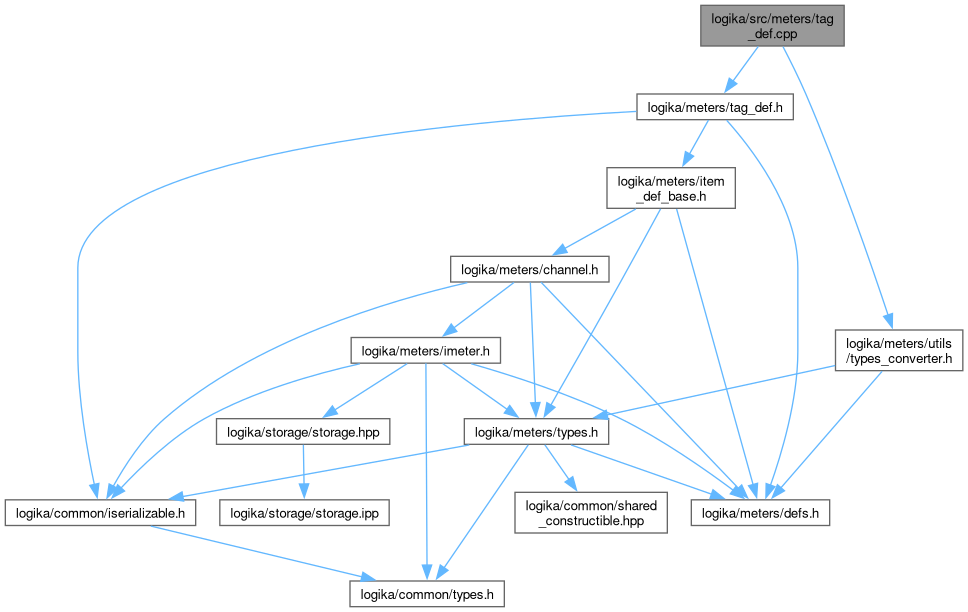 logika/src/meters/tag
_def.cpp
logika/meters/tag_def.h
logika/meters/item
_def_base.h
logika/meters/channel.h
logika/meters/utils
/types_converter.h
logika/meters/imeter.h
logika/storage/storage.hpp
logika/meters/types.h
logika/common/iserializable.h
logika/storage/storage.ipp
logika/common/shared
_constructible.hpp
logika/meters/defs.h
logika/common/types.h